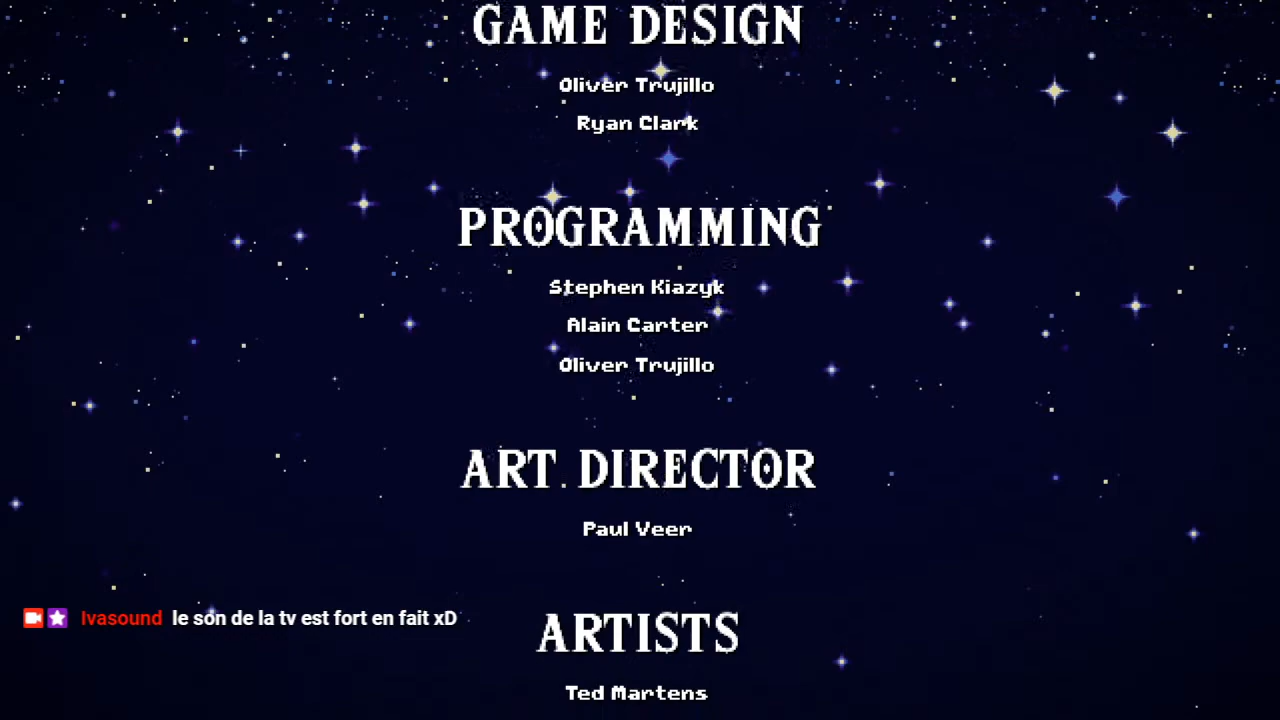 GAME DESIGN
Oliver Trujillo
Ryan Clark
PROGRAMMING
Stephen Kiazyk
Alain Carter
Oliver Trujillo
ART DIRECTOR
Paul Veer
Ivasound le son de la tv est fort en fait xD
ARTISTS
Ted Martens